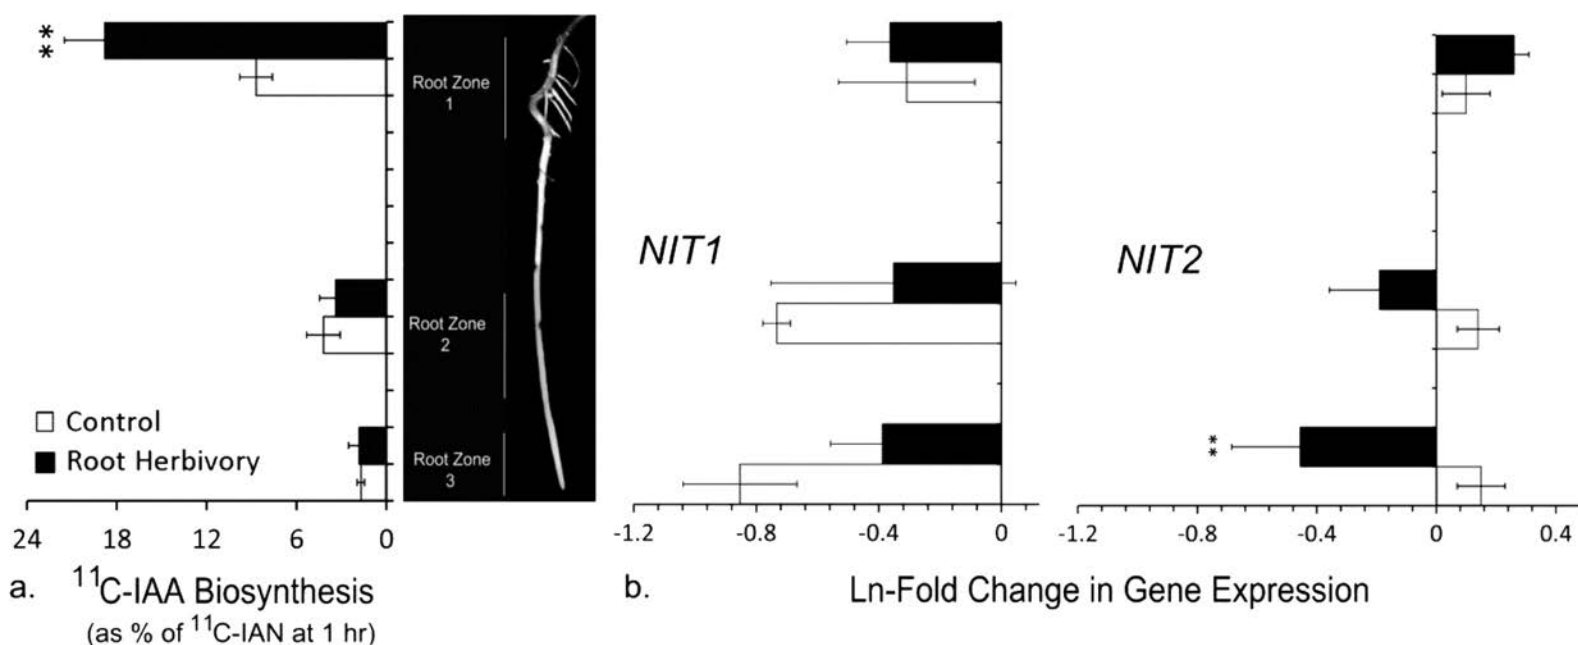 **
Root Zone
1
Root Zone
2
Root Zone
3
Control
Root Herbivory
24 18 12 6 0
a. ¹¹C-IAA Biosynthesis
(as % of ¹¹C-IAN at 1 hr)
NIT1
-1.2 -0.8 -0.4 0
NIT2
**
-1.2 -0.8 -0.4 0 0.4
b. Ln-Fold Change in Gene Expression